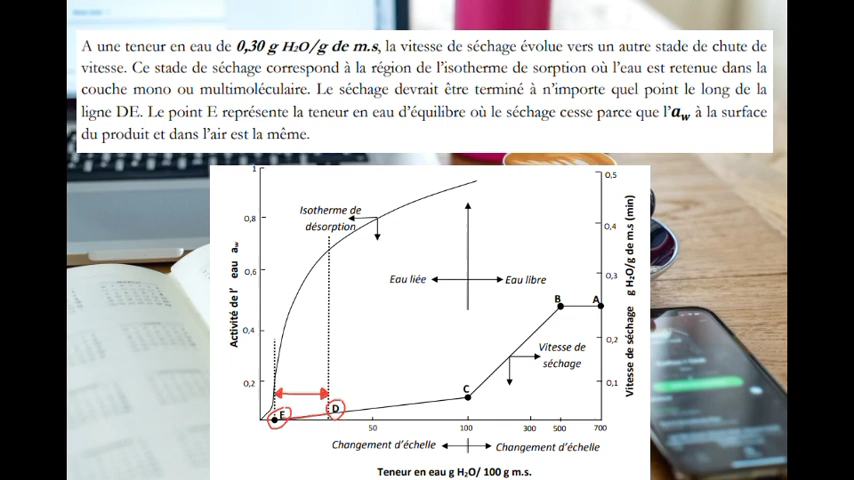 A une teneur en eau de 0,30 g H₂O/g de m.s, la vitesse de séchage évolue vers un autre stade de chute de
vitesse. Ce stade de séchage correspond à la région de l'isotherme de sorption où l'eau est retenue dans la
couche mono ou multimoléculaire. Le séchage devrait être terminé à n'importe quel point le long de la
ligne DE. Le point E représente la teneur en eau d'équilibre où le séchage cesse parce que l'a_w à la surface
du produit et dans l'air est la même.
1
0,8
0,6
0,4
0,2
Activité de l' eau a_w
Isotherme de
désorption
Eau liée
Eau libre
B
A
Vitesse de
séchage
C
D
E
0,5
0,4
0,3
0,2
0,1
Vitesse de séchage g H₂O/g de m.s (min)
50
100
300
500
700
Changement d'échelle
Changement d'échelle
Teneur en eau g H₂O/ 100 g m.s.